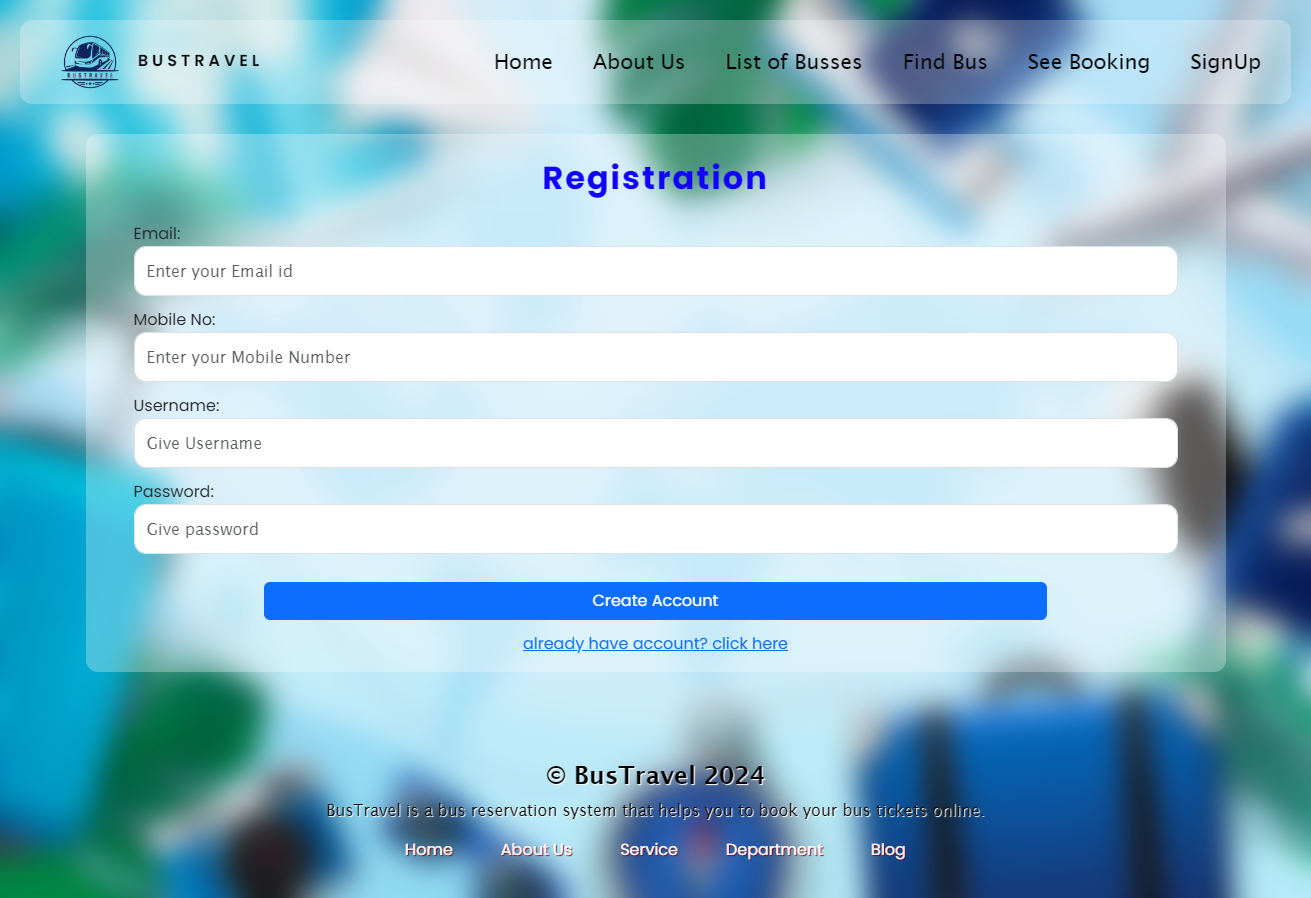 BUSTRAVEL
BUSTRAVEL
Home About Us List of Busses Find Bus See Booking SignUp
Registration
Email:
Enter your Email id
Mobile No:
Enter your Mobile Number
Username:
Give Username
Password:
Give password
Create Account
already have account? click here
© BusTravel 2024
BusTravel is a bus reservation system that helps you to book your bus tickets online.
Home About Us Service Department Blog